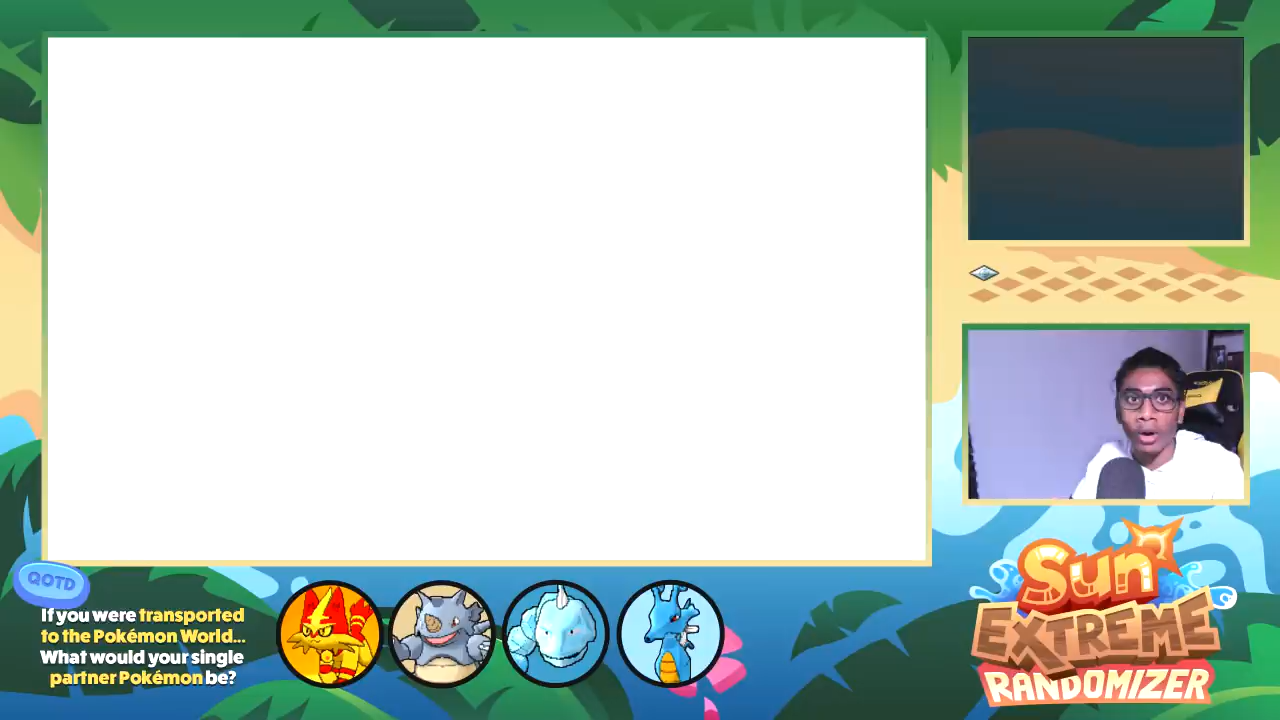 QOTD
If you were transported
to the Pokémon World...
What would your single
partner Pokémon be?
Sun
EXTREME
RANDOMIZER